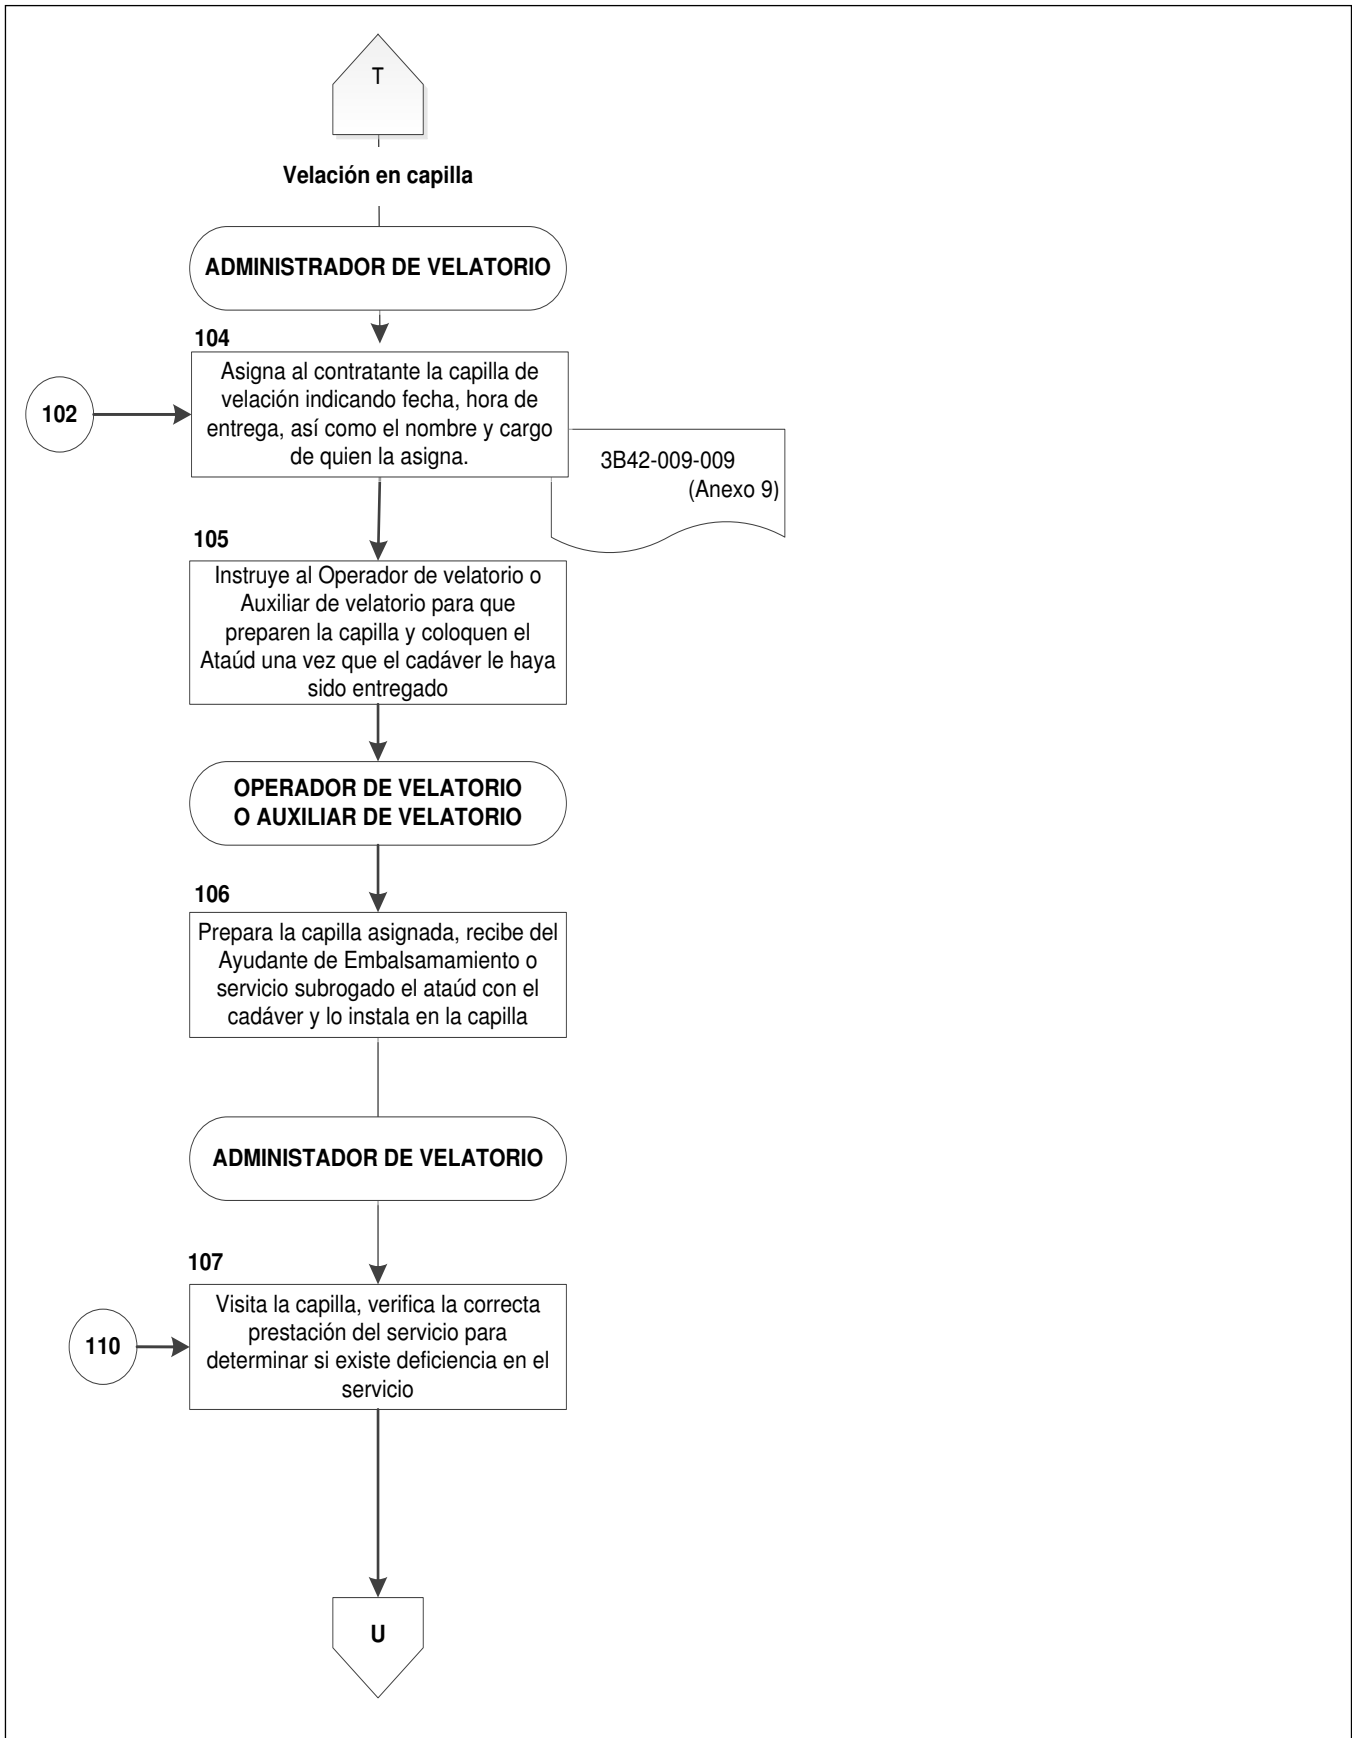 T
Velación en capilla
ADMINISTRADOR DE VELATORIO
104
Asigna al contratante la capilla de
velación indicando fecha, hora de
entrega, así como el nombre y cargo
de quien la asigna.
102
3B42-009-009
(Anexo 9)
105
Instruye al Operador de velatorio o
Auxiliar de velatorio para que
preparen la capilla y coloquen el
Ataúd una vez que el cadáver le haya
sido entregado
OPERADOR DE VELATORIO
O AUXILIAR DE VELATORIO
106
Prepara la capilla asignada, recibe del
Ayudante de Embalsamamiento o
servicio subrogado el ataúd con el
cadáver y lo instala en la capilla
ADMINISTADOR DE VELATORIO
107
Visita la capilla, verifica la correcta
prestación del servicio para
determinar si existe deficiencia en el
servicio
110
U